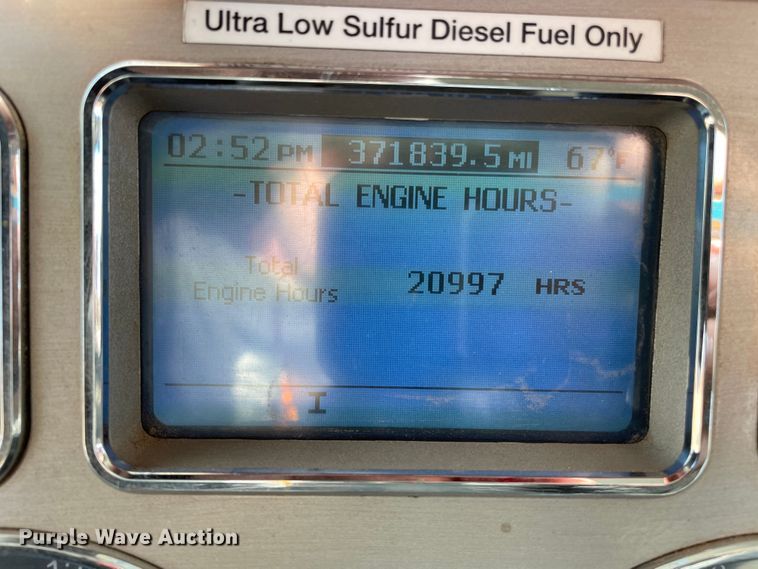 Ultra Low Sulfur Diesel Fuel Only
02:52 PM 371839.5 MI 67°F
-TOTAL ENGINE HOURS-
Total
Engine Hours 20997 HRS
I
Purple Wave Auction